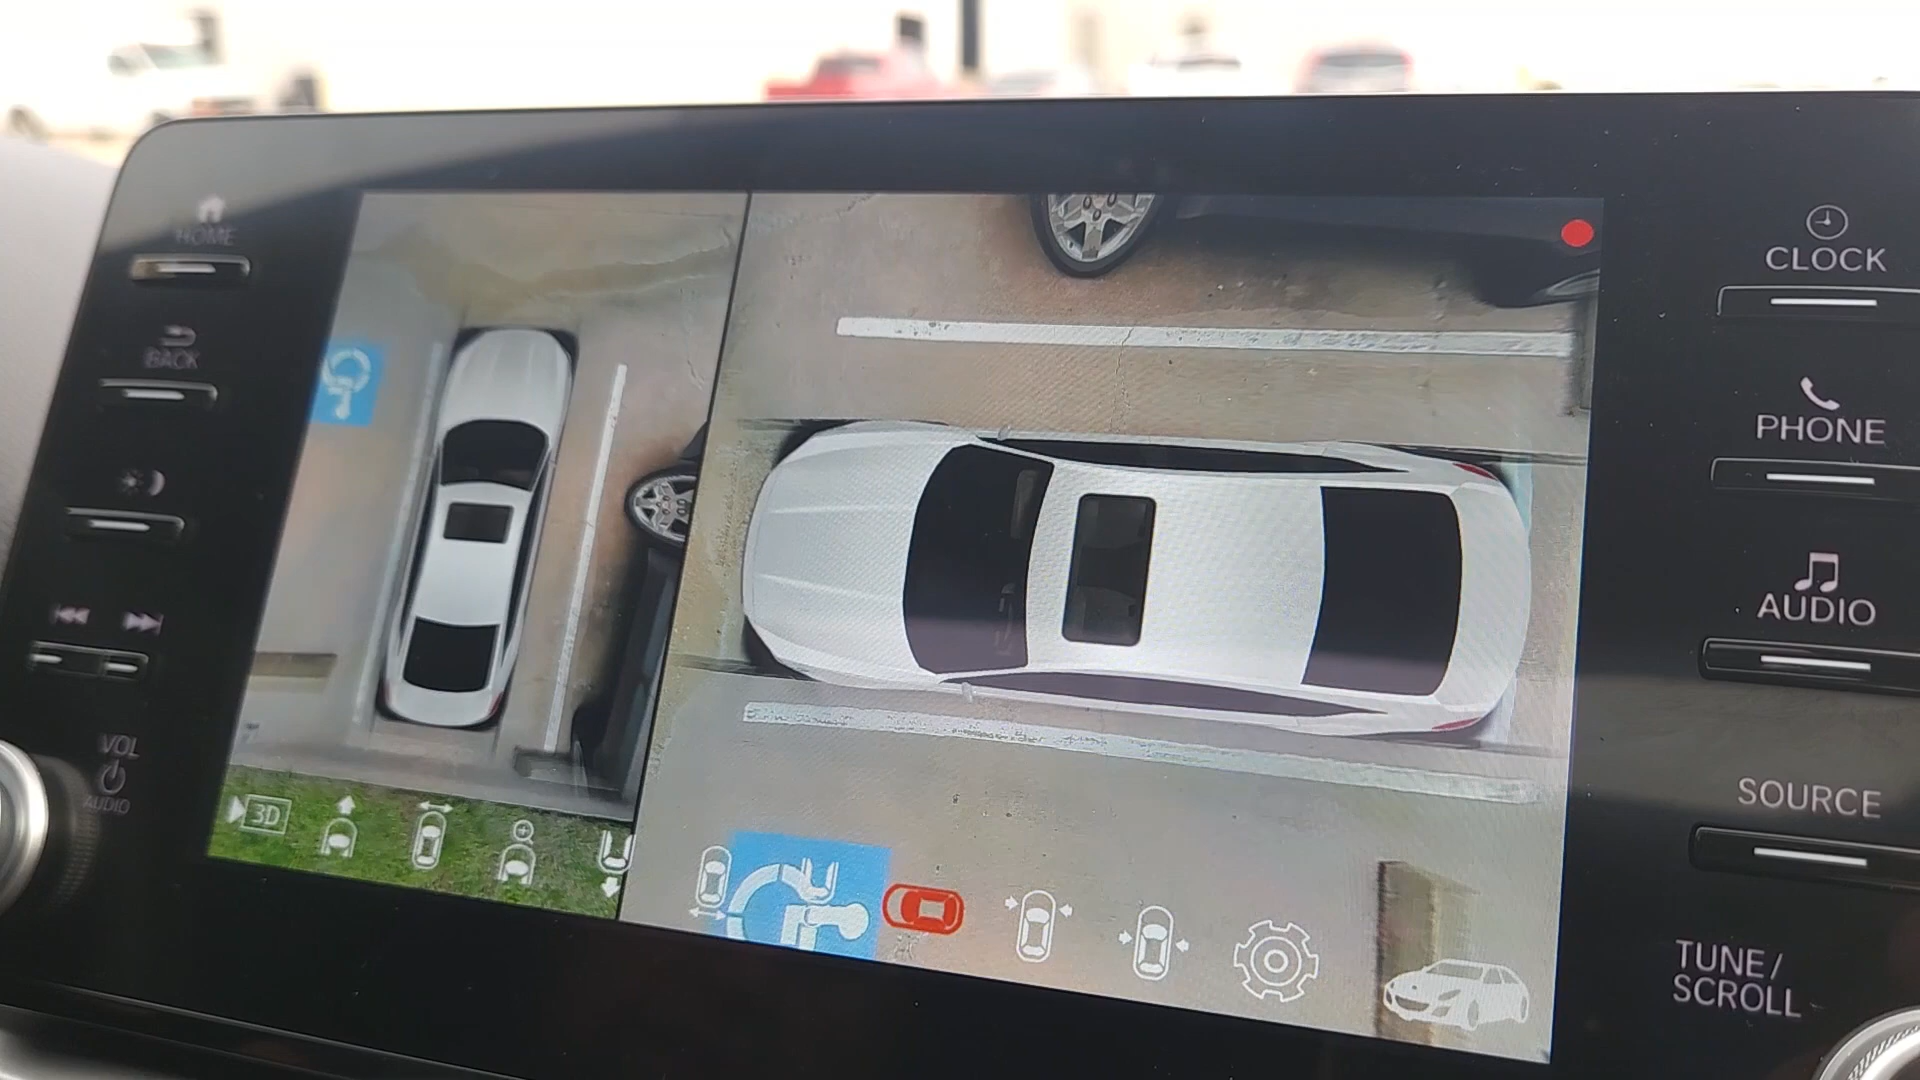 HOME
BACK
VOL
AUDIO
3D
CLOCK
PHONE
AUDIO
SOURCE
TUNE/
SCROLL